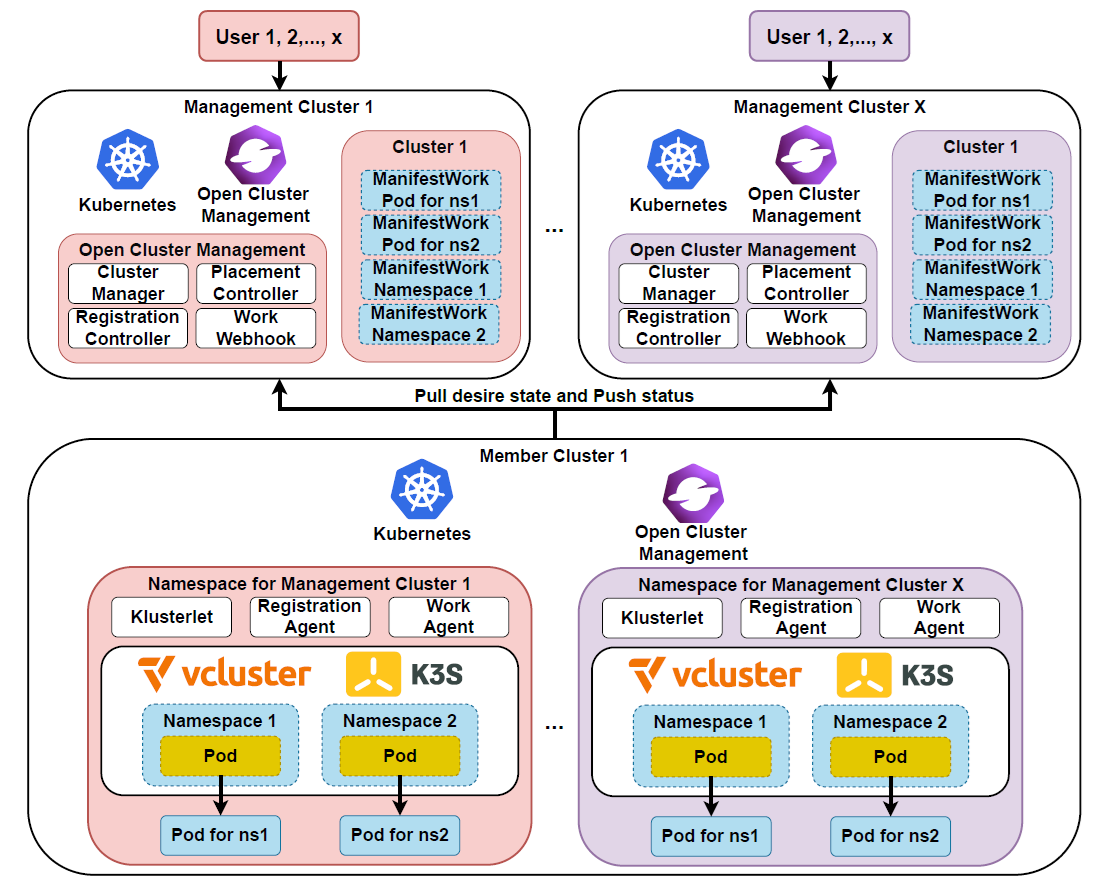 User 1, 2,..., x
User 1, 2,..., x
Management Cluster 1
Kubernetes
Open Cluster
Management
Open Cluster Management
Cluster
Manager
Placement
Controller
Registration
Controller
Work
Webhook
Cluster 1
ManifestWork
Pod for ns1
ManifestWork
Pod for ns2
ManifestWork
Namespace 1
ManifestWork
Namespace 2
...
Management Cluster X
Kubernetes
Open Cluster
Management
Open Cluster Management
Cluster
Manager
Placement
Controller
Registration
Controller
Work
Webhook
Cluster 1
ManifestWork
Pod for ns1
ManifestWork
Pod for ns2
ManifestWork
Namespace 1
ManifestWork
Namespace 2
Pull desire state and Push status
Member Cluster 1
Kubernetes
Open Cluster
Management
Namespace for Management Cluster 1
Klusterlet
Registration
Agent
Work
Agent
vcluster
K3S
Namespace 1
Pod
Namespace 2
Pod
Pod for ns1
Pod for ns2
...
Namespace for Management Cluster X
Klusterlet
Registration
Agent
Work
Agent
vcluster
K3S
Namespace 1
Pod
Namespace 2
Pod
Pod for ns1
Pod for ns2